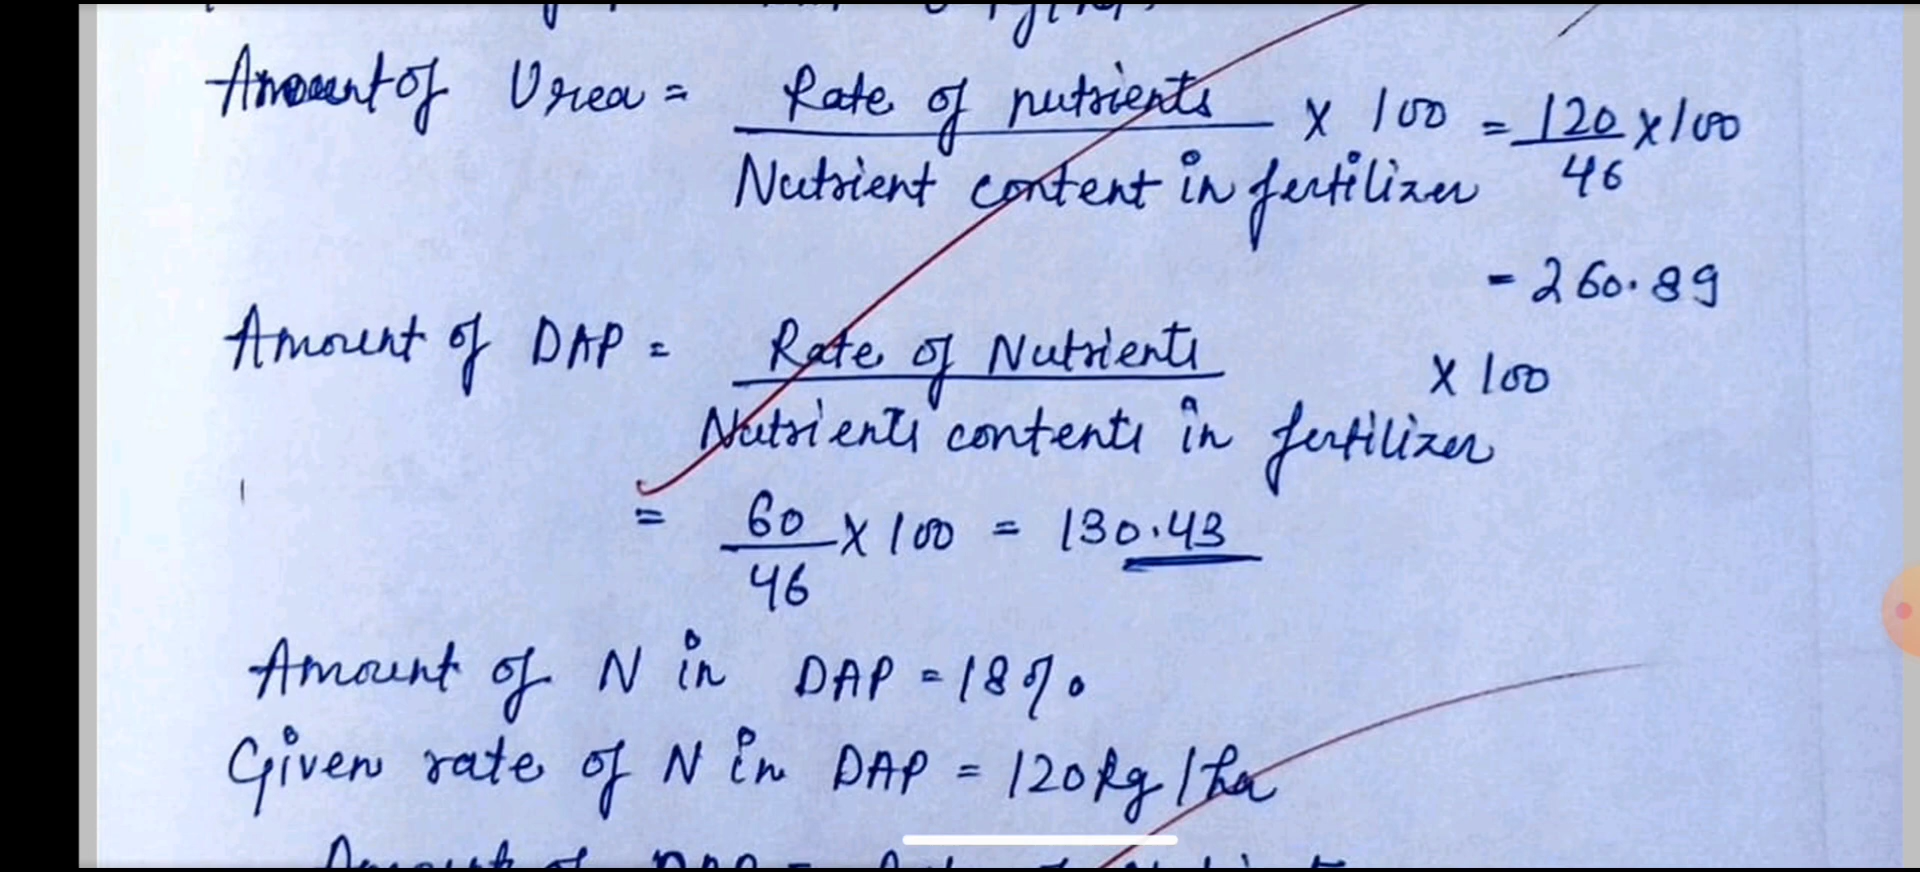 Amount of Urea = Rate of nutrients / Nutrient content in fertilizer x 100 = 120 / 46 x 100
= 260.89
Amount of DAP = Rate of Nutrients / Nutrients contents in fertilizer x 100
= 60 / 46 x 100 = 130.43
Amount of N in DAP = 18%
Given rate of N in DAP = 120 kg / ha